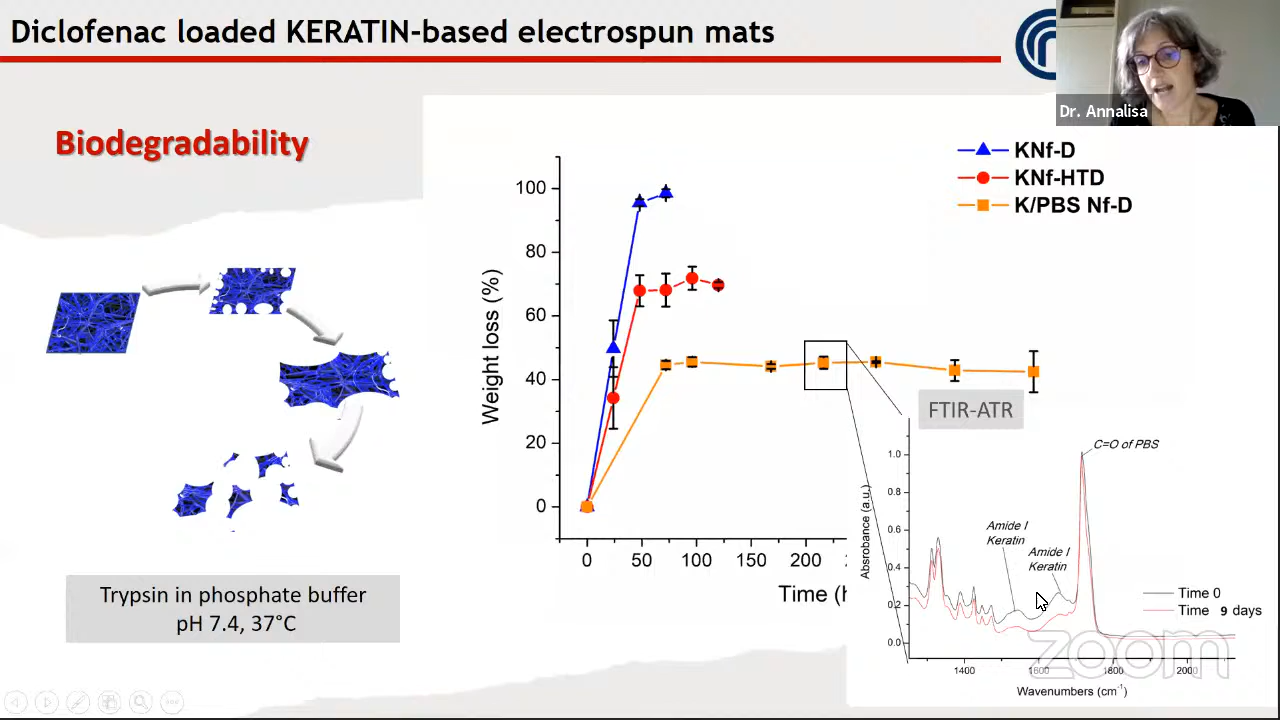 Diclofenac loaded KERATIN-based electrospun mats
Dr. Annalisa
Biodegradability
KNf-D
KNf-HTD
K/PBS Nf-D
Weight loss (%)
100
80
60
40
20
0
0
50
100
150
200
Time (h
FTIR-ATR
C=O of PBS
Amide I
Keratin
Amide I
Keratin
Absrobance (a.u.)
1.0
0.8
0.6
0.4
0.2
0.0
Time 0
Time 9 days
1400
1600
1800
2000
Wavenumbers (cm⁻¹)
Trypsin in phosphate buffer
pH 7.4, 37°C
zoom